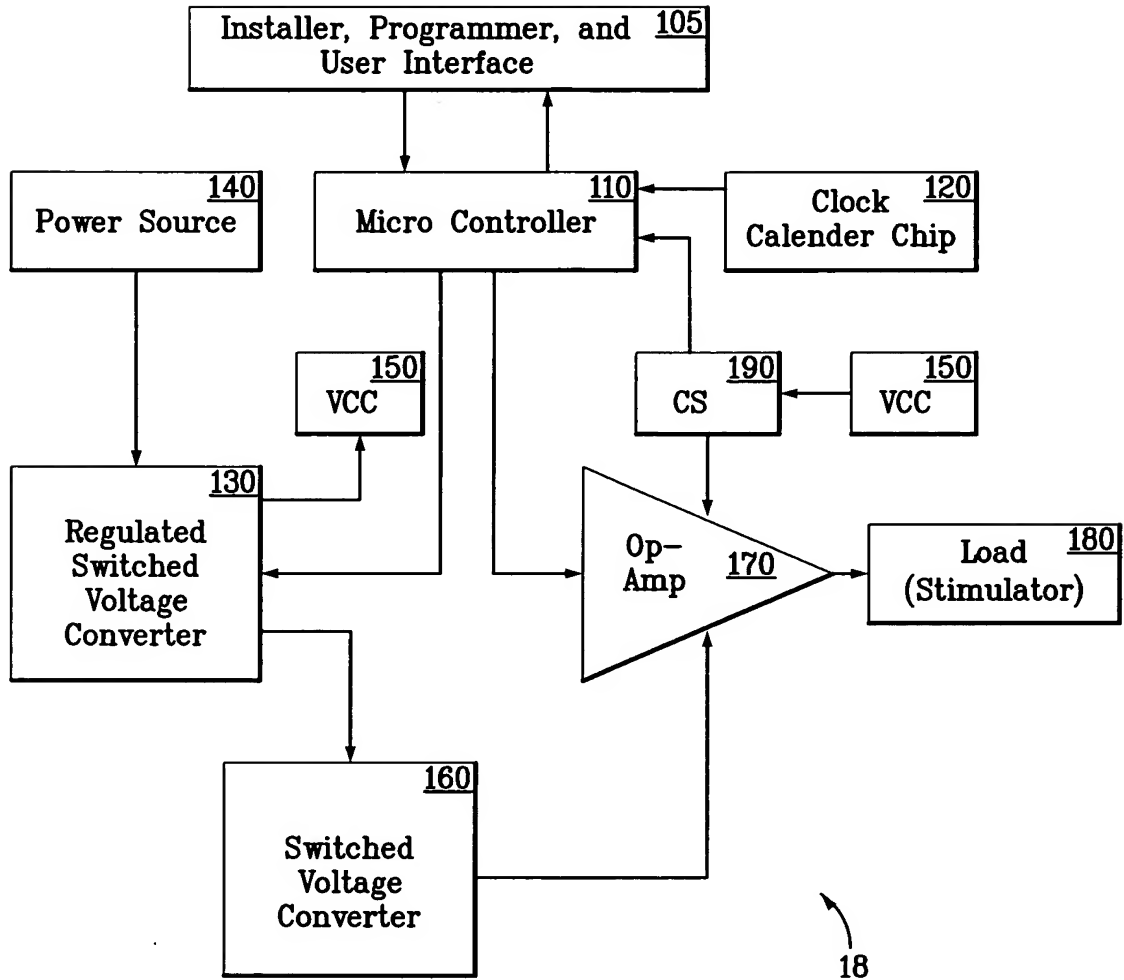 Installer, Programmer, and 105
User Interface
140
Power Source
110
Micro Controller
120
Clock
Calender Chip
150
VCC
190
CS
150
VCC
130
Regulated
Switched
Voltage
Converter
Op-
Amp
170
Load 180
(Stimulator)
160
Switched
Voltage
Converter
18